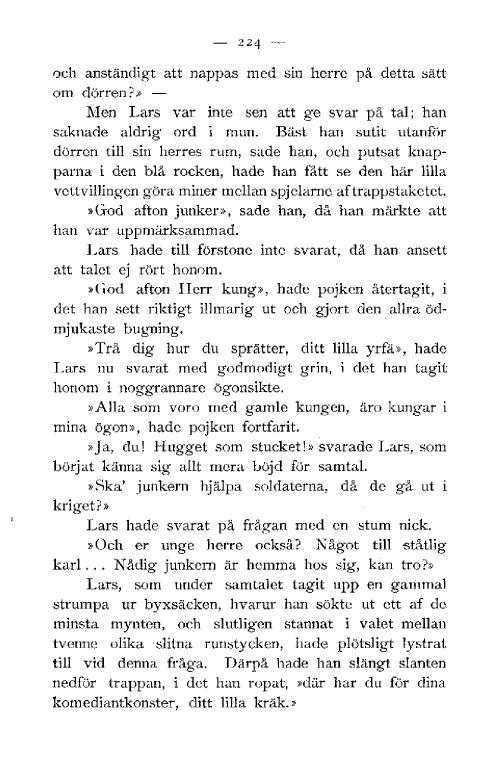 — 224 —
och anständigt att nappas med sin herre på detta sätt
om dörren?» —
Men Lars var inte sen att ge svar på tal; han
saknade aldrig ord i mun. Bäst han sutit utanför
dörren till sin herres rum, sade han, och putsat knap-
parna i den blå rocken, hade han fått se den här lilla
vettvillingen göra miner mellan spjelarne af trappstaketet.
»God afton junker», sade han, då han märkte att
han var uppmärksammad.
Lars hade till förstone inte svarat, då han ansett
att talet ej rört honom.
»God afton Herr kung», hade pojken återtagit, i
det han sett riktigt illmarig ut och gjort den allra öd-
mjukaste bugning.
»Trå dig hur du sprätter, ditt lilla yrfä», hade
Lars nu svarat med godmodigt grin, i det han tagit
honom i noggrannare ögonsikte.
»Alla som voro med gamle kungen, äro kungar i
mina ögon», hade pojken fortfarit.
»Ja, du! Hugget som stucket!» svarade Lars, som
börjat känna sig allt mera böjd för samtal.
»Ska' junkern hjälpa soldaterna, då de gå ut i
kriget?»
Lars hade svarat på frågan med en stum nick.
»Och er unge herre också? Något till ståtlig
karl... Nådig junkern är hemma hos sig, kan tro?»
Lars, som under samtalet tagit upp en gammal
strumpa ur byxsäcken, hvarur han sökte ut ett af de
minsta mynten, och slutligen stannat i valet mellan
tvenne olika slitna runstycken, hade plötsligt lystrat
till vid denna fråga. Därpå hade han slängt slanten
nedför trappan, i det han ropat, »där har du för dina
komediantkonster, ditt lilla kräk.»